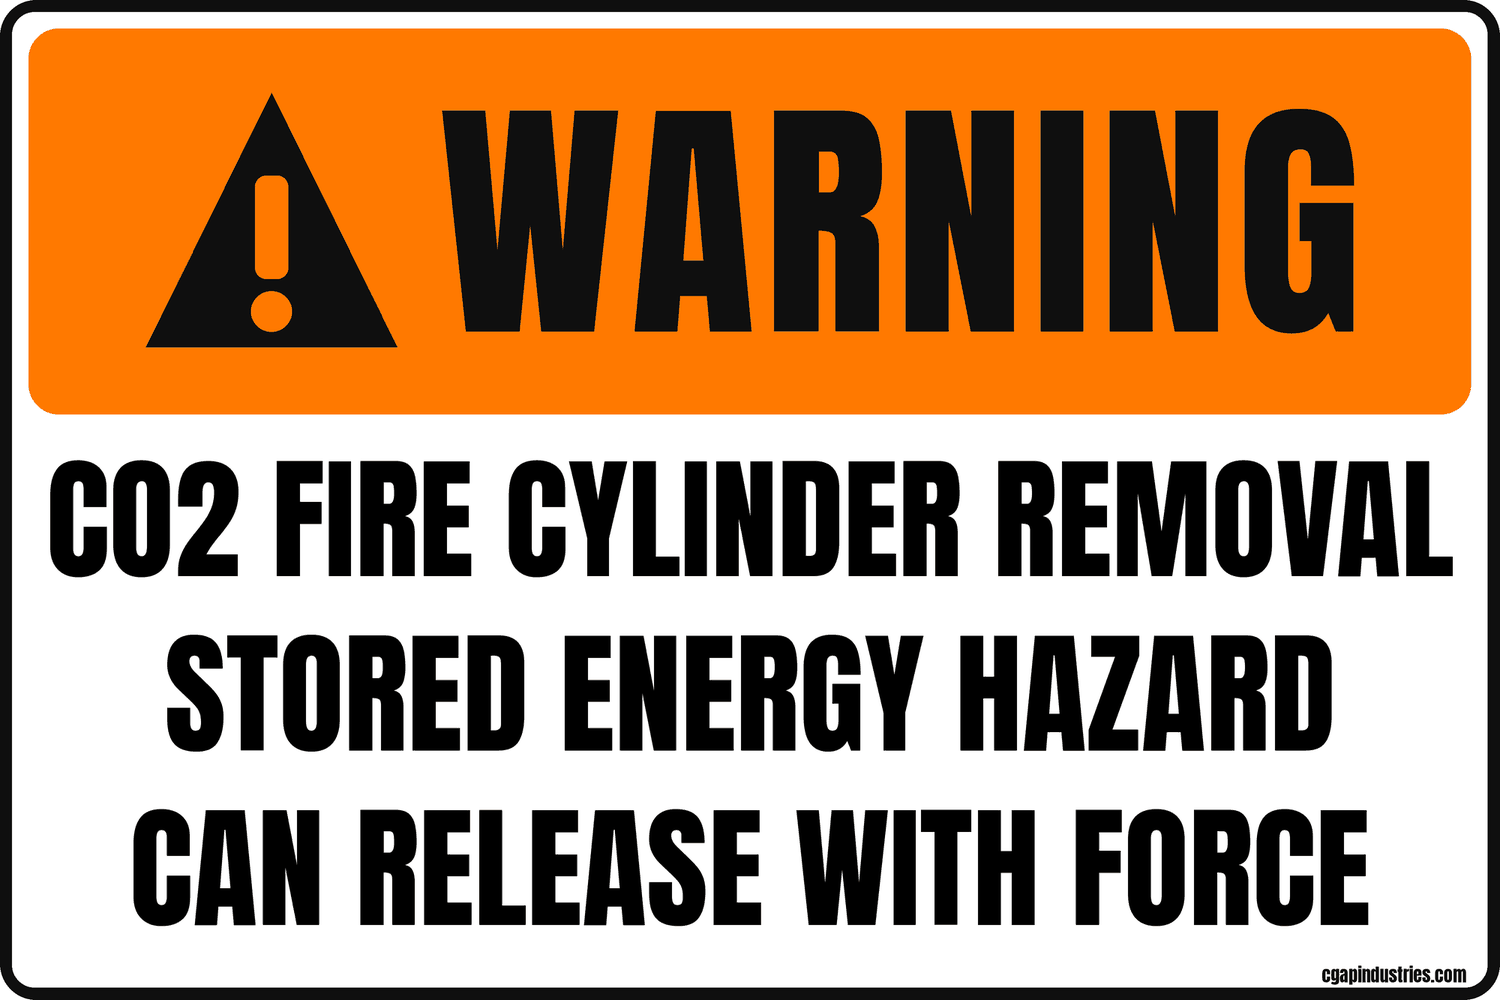 WARNING
CO2 FIRE CYLINDER REMOVAL
STORED ENERGY HAZARD
CAN RELEASE WITH FORCE
cgapindustries.com